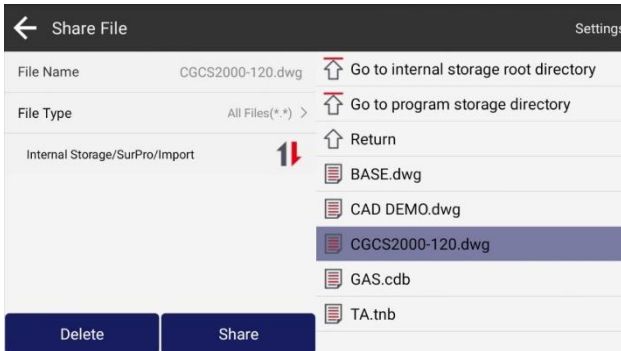 Share File
Settings
File Name
CGCS2000-120.dwg
File Type
All Files(*.*) >
Internal Storage/SurPro/Import
Delete
Share
Go to internal storage root directory
Go to program storage directory
Return
BASE.dwg
CAD DEMO.dwg
CGCS2000-120.dwg
GAS.cdb
TA.tnb